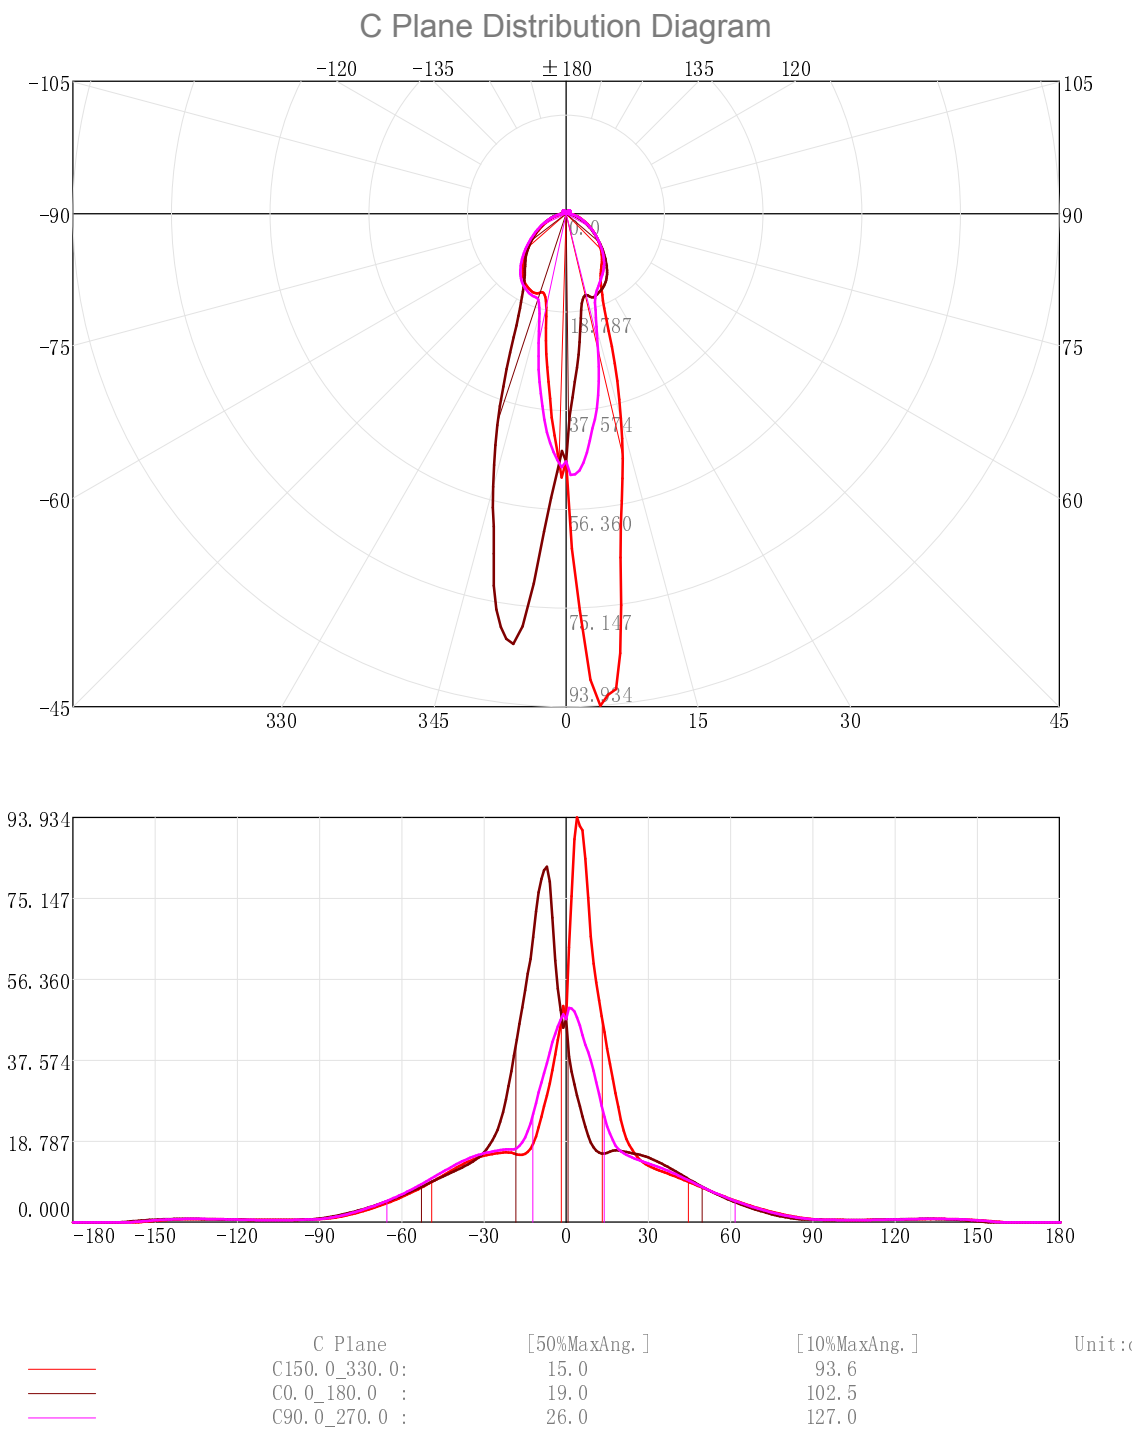 C Plane Distribution Diagram
-120 -135 ±180 135 120
-105 105
-90 90
0.0
18.787
-75 75
37.574
-60 60
56.360
75.147
93.934
-45
330 345 0 15 30 45
93.934
75.147
56.360
37.574
18.787
0.000
-180 -150 -120 -90 -60 -30 0 30 60 90 120 150 180
C Plane [50%MaxAng.] [10%MaxAng.] Unit:
C150.0_330.0: 15.0 93.6
C0.0_180.0 : 19.0 102.5
C90.0_270.0 : 26.0 127.0